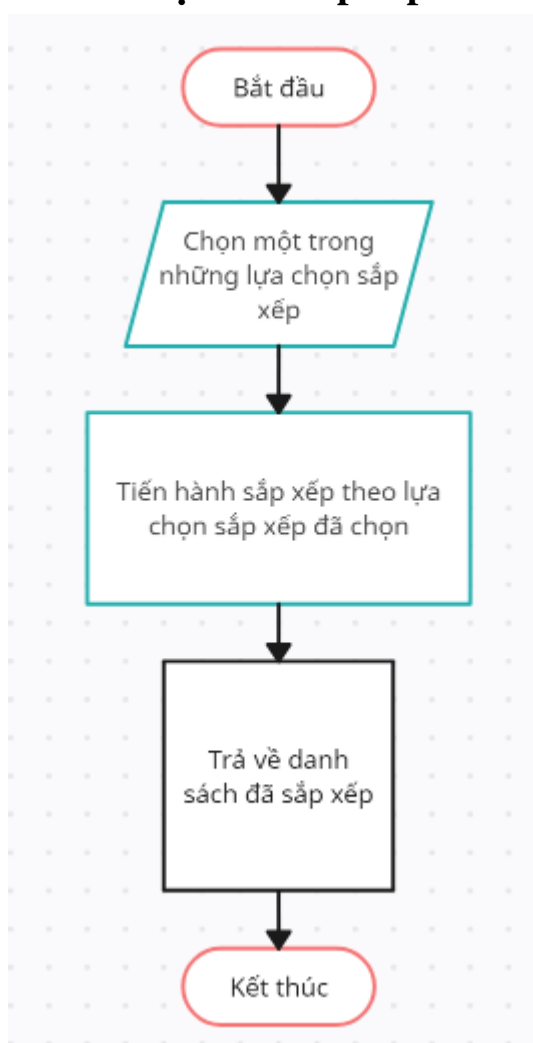 Bắt đầu
Chọn một trong
những lựa chọn sắp
xếp
Tiến hành sắp xếp theo lựa
chọn sắp xếp đã chọn
Trả về danh
sách đã sắp xếp
Kết thúc